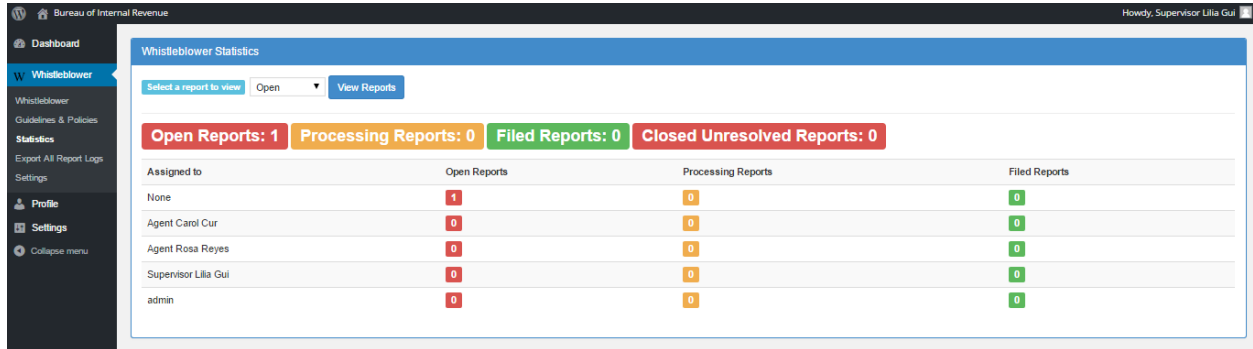 Bureau of Internal Revenue
Howdy, Supervisor Lilia Gui
Dashboard
Whistleblower
Whistleblower
Guidelines & Policies
Statistics
Export All Report Logs
Settings
Profile
Settings
Collapse menu
Whistleblower Statistics
Select a report to view Open View Reports
Open Reports: 1 Processing Reports: 0 Filed Reports: 0 Closed Unresolved Reports: 0
Assigned to Open Reports Processing Reports Filed Reports
None 1 0 0
Agent Carol Cur 0 0 0
Agent Rosa Reyes 0 0 0
Supervisor Lilia Gui 0 0 0
admin 0 0 0